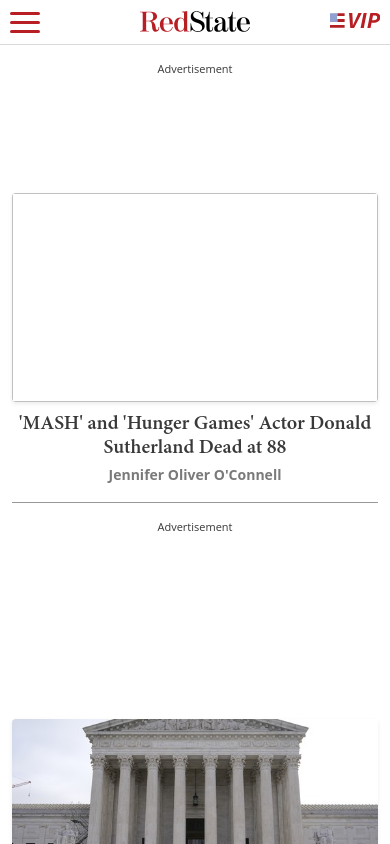 RedState
VIP
Advertisement
'MASH' and 'Hunger Games' Actor Donald
Sutherland Dead at 88
Jennifer Oliver O'Connell
Advertisement